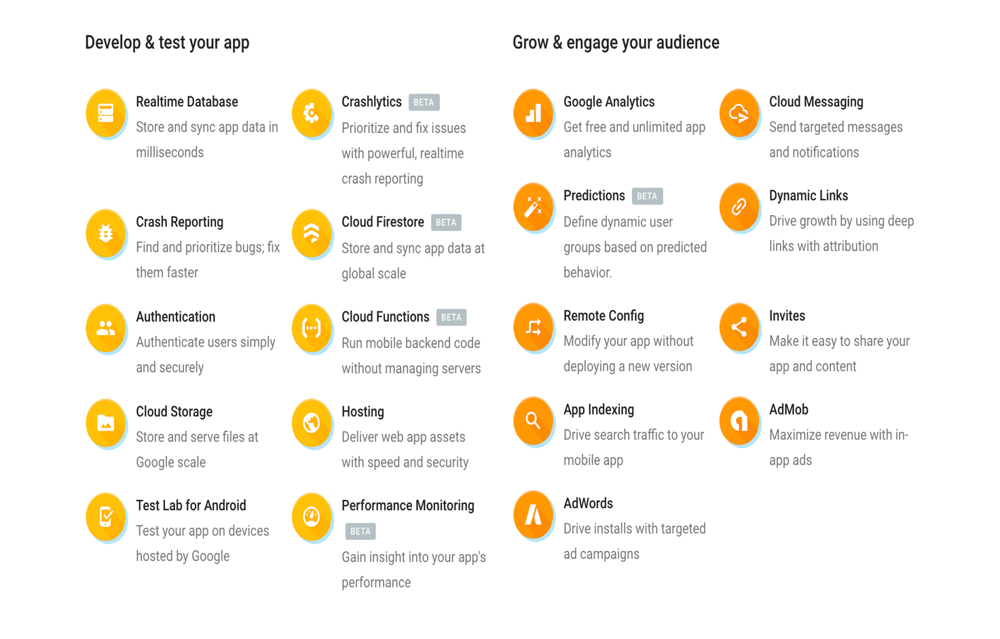 Develop & test your app
Realtime Database
Store and sync app data in
milliseconds
Crashlytics BETA
Prioritize and fix issues
with powerful, realtime
crash reporting
Crash Reporting
Find and prioritize bugs; fix
them faster
Cloud Firestore BETA
Store and sync app data at
global scale
Authentication
Authenticate users simply
and securely
Cloud Functions BETA
Run mobile backend code
without managing servers
Cloud Storage
Store and serve files at
Google scale
Hosting
Deliver web app assets
with speed and security
Test Lab for Android
Test your app on devices
hosted by Google
Performance Monitoring
BETA
Gain insight into your app's
performance
Grow & engage your audience
Google Analytics
Get free and unlimited app
analytics
Cloud Messaging
Send targeted messages
and notifications
Predictions BETA
Define dynamic user
groups based on predicted
behavior.
Dynamic Links
Drive growth by using deep
links with attribution
Remote Config
Modify your app without
deploying a new version
Invites
Make it easy to share your
app and content
App Indexing
Drive search traffic to your
mobile app
AdMob
Maximize revenue with in-
app ads
AdWords
Drive installs with targeted
ad campaigns